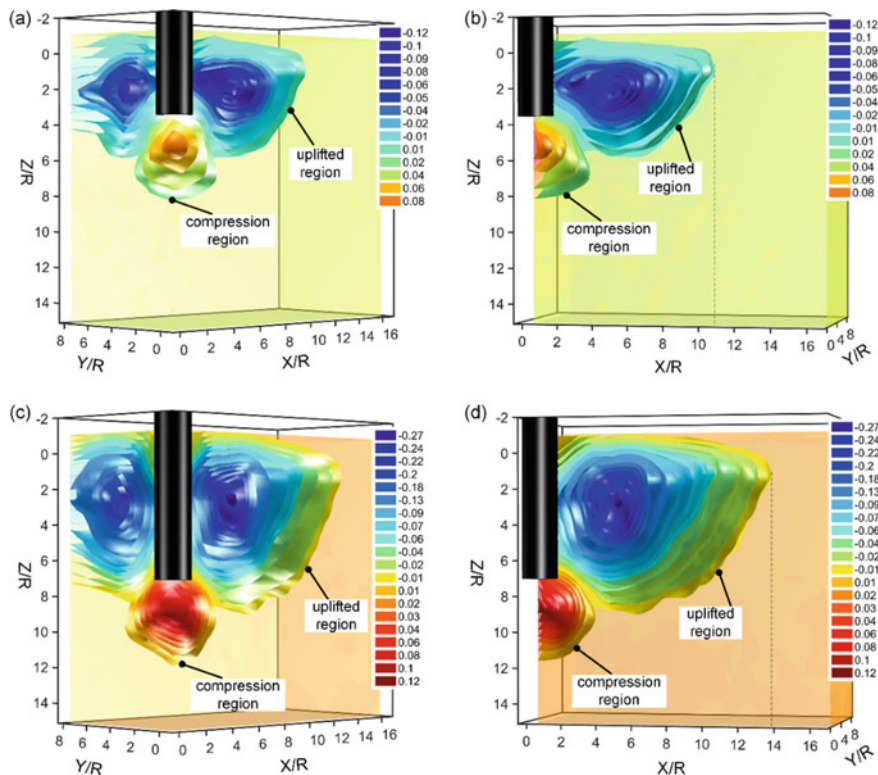 (a)
-2
0
2
4
6
8
10
12
14
Z/R
uplifted
region
compression
region
8 6 4 2 0 0 2 4 6 8 10 12 14 16
Y/R
X/R
-0.12
-0.1
-0.09
-0.08
-0.06
-0.05
-0.04
-0.02
-0.01
0.01
0.02
0.04
0.06
0.08
(b)
-2
0
2
4
6
8
10
12
14
Z/R
uplifted
region
compression
region
0 2 4 6 8 10 12 14 16 0 4 8
X/R
Y/R
-0.12
-0.1
-0.09
-0.08
-0.06
-0.05
-0.04
-0.02
-0.01
0.01
0.02
0.04
0.06
0.08
(c)
-2
0
2
4
6
8
10
12
14
Z/R
uplifted
region
compression
region
8 6 4 2 0 0 2 4 6 8 10 12 14 16
Y/R
X/R
-0.27
-0.24
-0.22
-0.2
-0.18
-0.13
-0.09
-0.07
-0.06
-0.04
-0.02
-0.01
0.01
0.02
0.03
0.04
0.06
0.08
0.1
0.12
(d)
-2
0
2
4
6
8
10
12
14
Z/R
uplifted
region
compression
region
0 2 4 6 8 10 12 14 16 0 4 8
X/R
Y/R
-0.27
-0.24
-0.22
-0.2
-0.18
-0.13
-0.09
-0.07
-0.06
-0.04
-0.02
-0.01
0.01
0.02
0.03
0.04
0.06
0.08
0.1
0.12